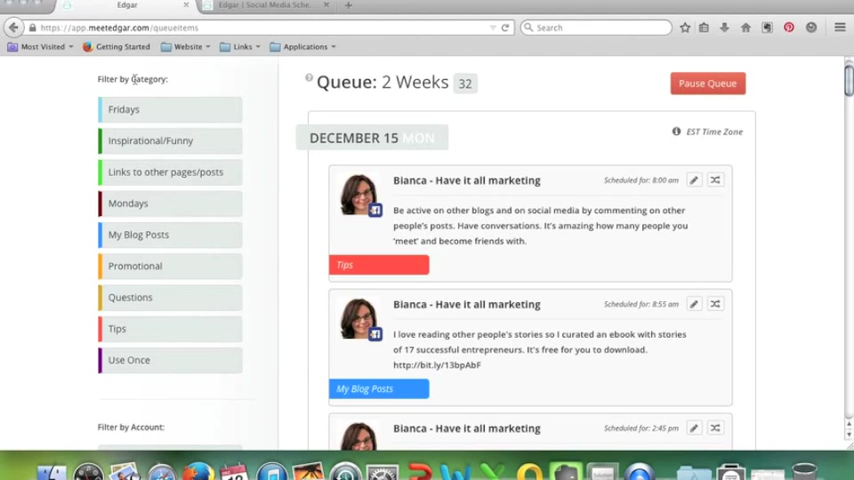 Edgar
Edgar | Social Media Sche...
https://app.meetedgar.com/queueitems
Search
Most Visited
Getting Started
Website
Links
Applications
Filter by Category:
Fridays
Inspirational/Funny
Links to other pages/posts
Mondays
My Blog Posts
Promotional
Questions
Tips
Use Once
Filter by Account:
Queue: 2 Weeks 32
Pause Queue
DECEMBER 15 MON
EST Time Zone
Bianca - Have it all marketing
Scheduled for: 8:00 am
Be active on other blogs and on social media by commenting on other
people's posts. Have conversations. It's amazing how many people you
'meet' and become friends with.
Tips
Bianca - Have it all marketing
Scheduled for: 8:55 am
I love reading other people's stories so I curated an ebook with stories
of 17 successful entrepreneurs. It's free for you to download.
http://bit.ly/13bpAbF
My Blog Posts
Bianca - Have it all marketing
Scheduled for: 2:45 pm